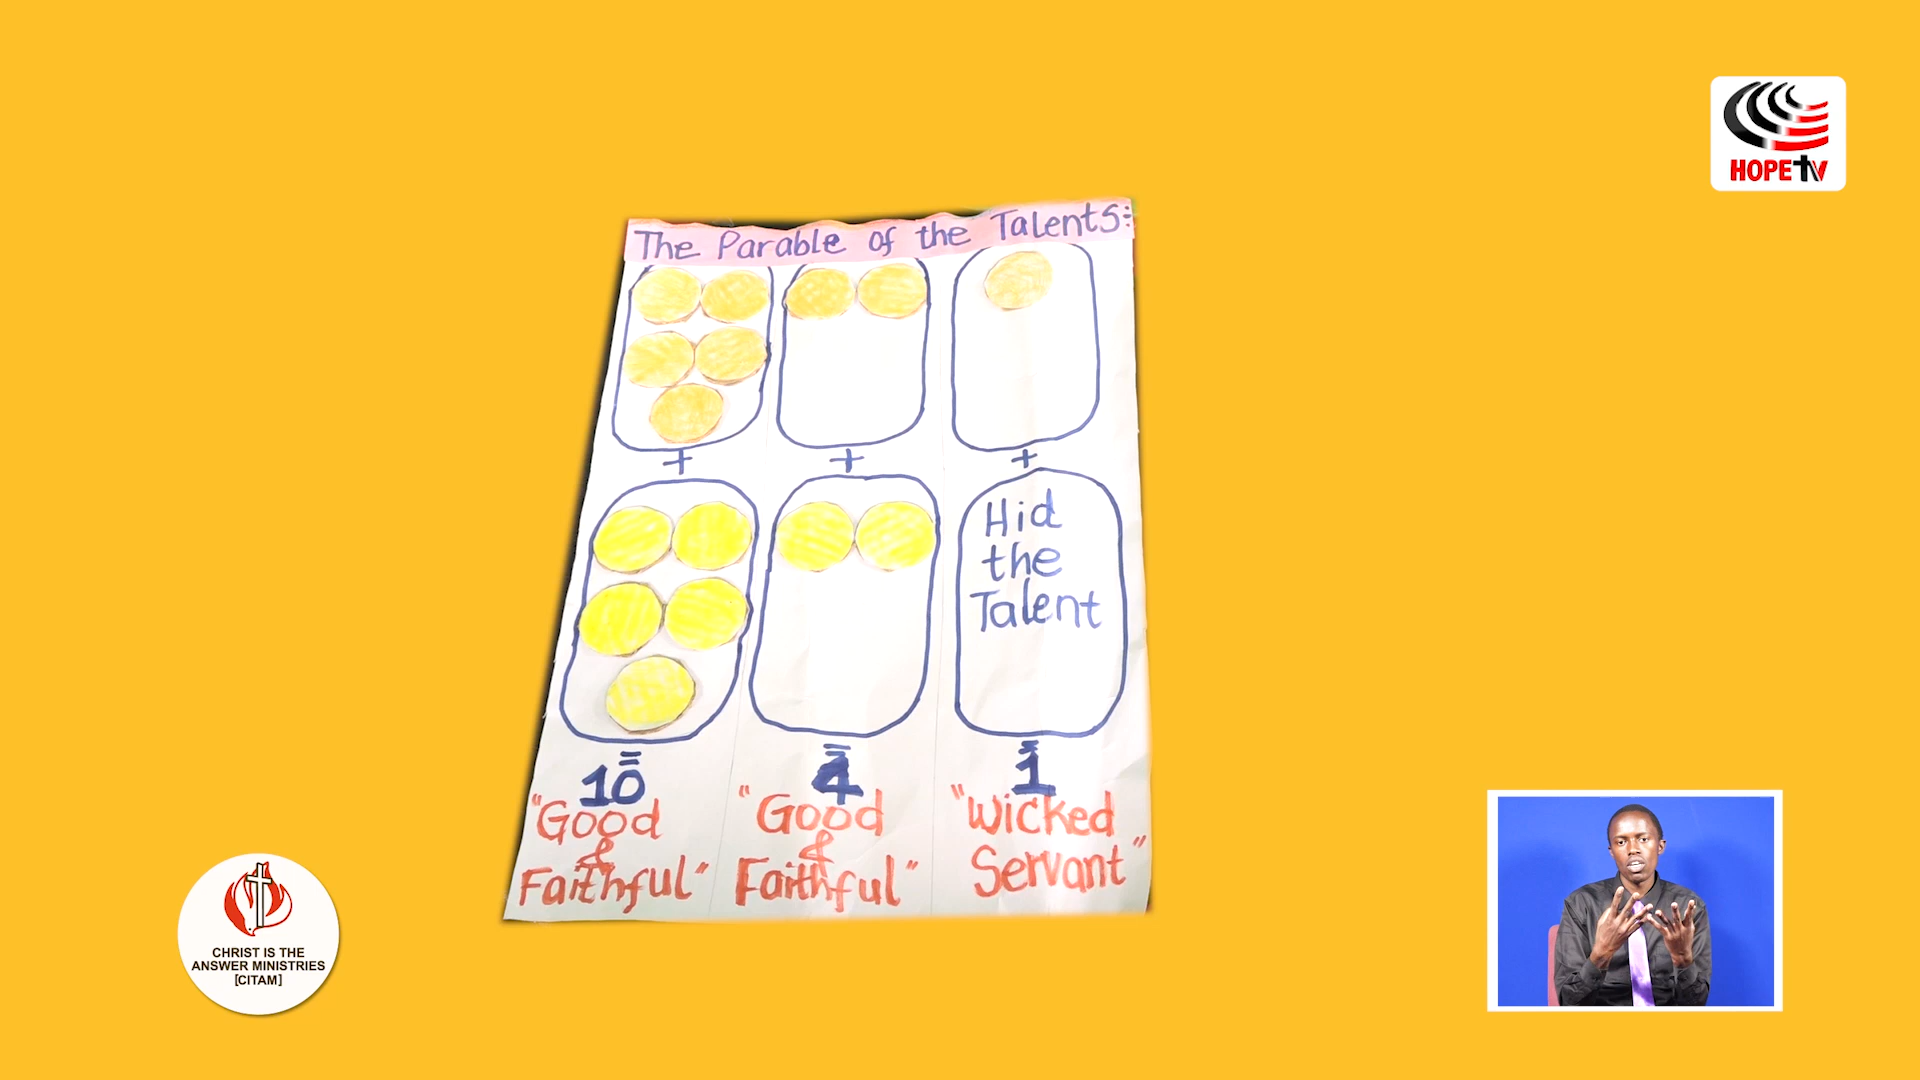 HOPE TV
The Parable of the Talents:
+ + +
Hid
the
Talent
= = =
10 4 1
"Good
&
Faithful"
"Good
&
Faithful"
"Wicked
Servant"
CHRIST IS THE
ANSWER MINISTRIES
[CITAM]